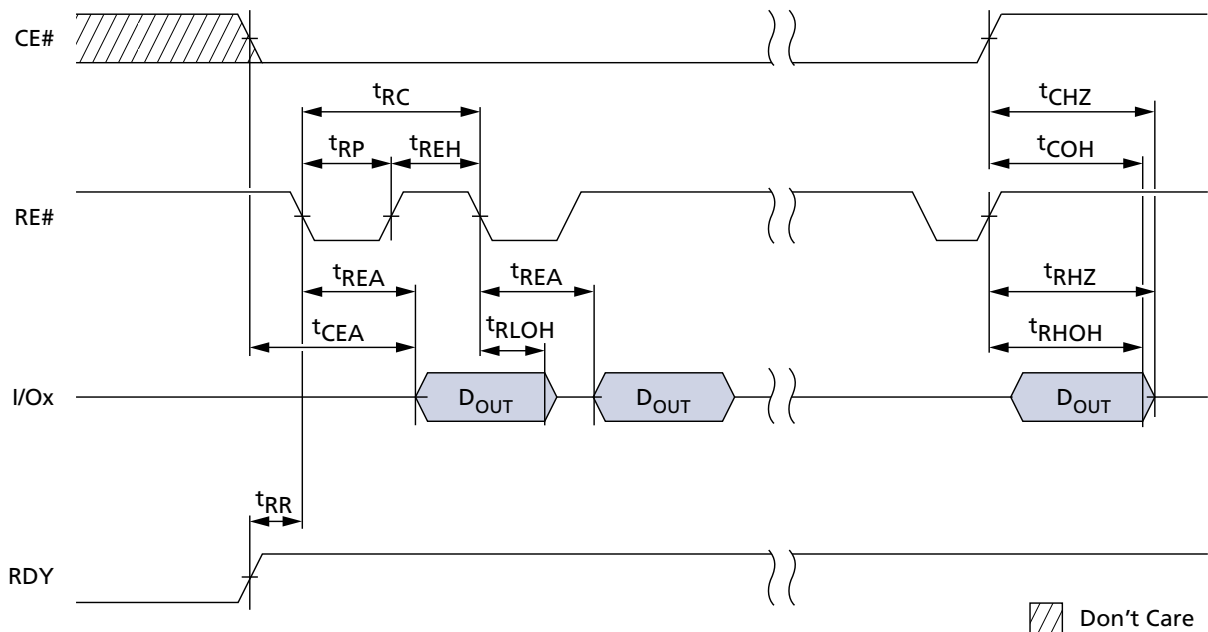 CE#
tRC
tCHZ
tRP
tREH
tCOH
RE#
tREA
tREA
tRHZ
tCEA
tRLOH
tRHOH
I/Ox
DOUT
DOUT
DOUT
tRR
RDY
Don't Care